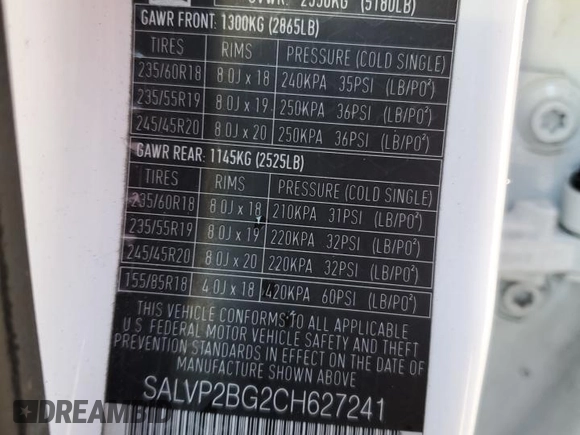 GVWR: 2350KG (5180LB)
GAWR FRONT: 1300KG (2865LB)
TIRES RIMS PRESSURE (COLD SINGLE)
235/60R18 8.0J x 18 240KPA 35PSI (LB/PO²)
235/55R19 8.0J x 19 250KPA 36PSI (LB/PO²)
245/45R20 8.0J x 20 250KPA 36PSI (LB/PO²)
GAWR REAR: 1145KG (2525LB)
TIRES RIMS PRESSURE (COLD SINGLE)
235/60R18 8.0J x 18 210KPA 31PSI (LB/PO²)
235/55R19 8.0J x 19 220KPA 32PSI (LB/PO²)
245/45R20 8.0J x 20 220KPA 32PSI (LB/PO²)
155/85R18 4.0J x 18 420KPA 60PSI (LB/PO²)
THIS VEHICLE CONFORMS TO ALL APPLICABLE
U S FEDERAL MOTOR VEHICLE SAFETY AND THEFT
PREVENTION STANDARDS IN EFFECT ON THE DATE OF
MANUFACTURE SHOWN ABOVE
SALVP2BG2CH627241
BIDCARS